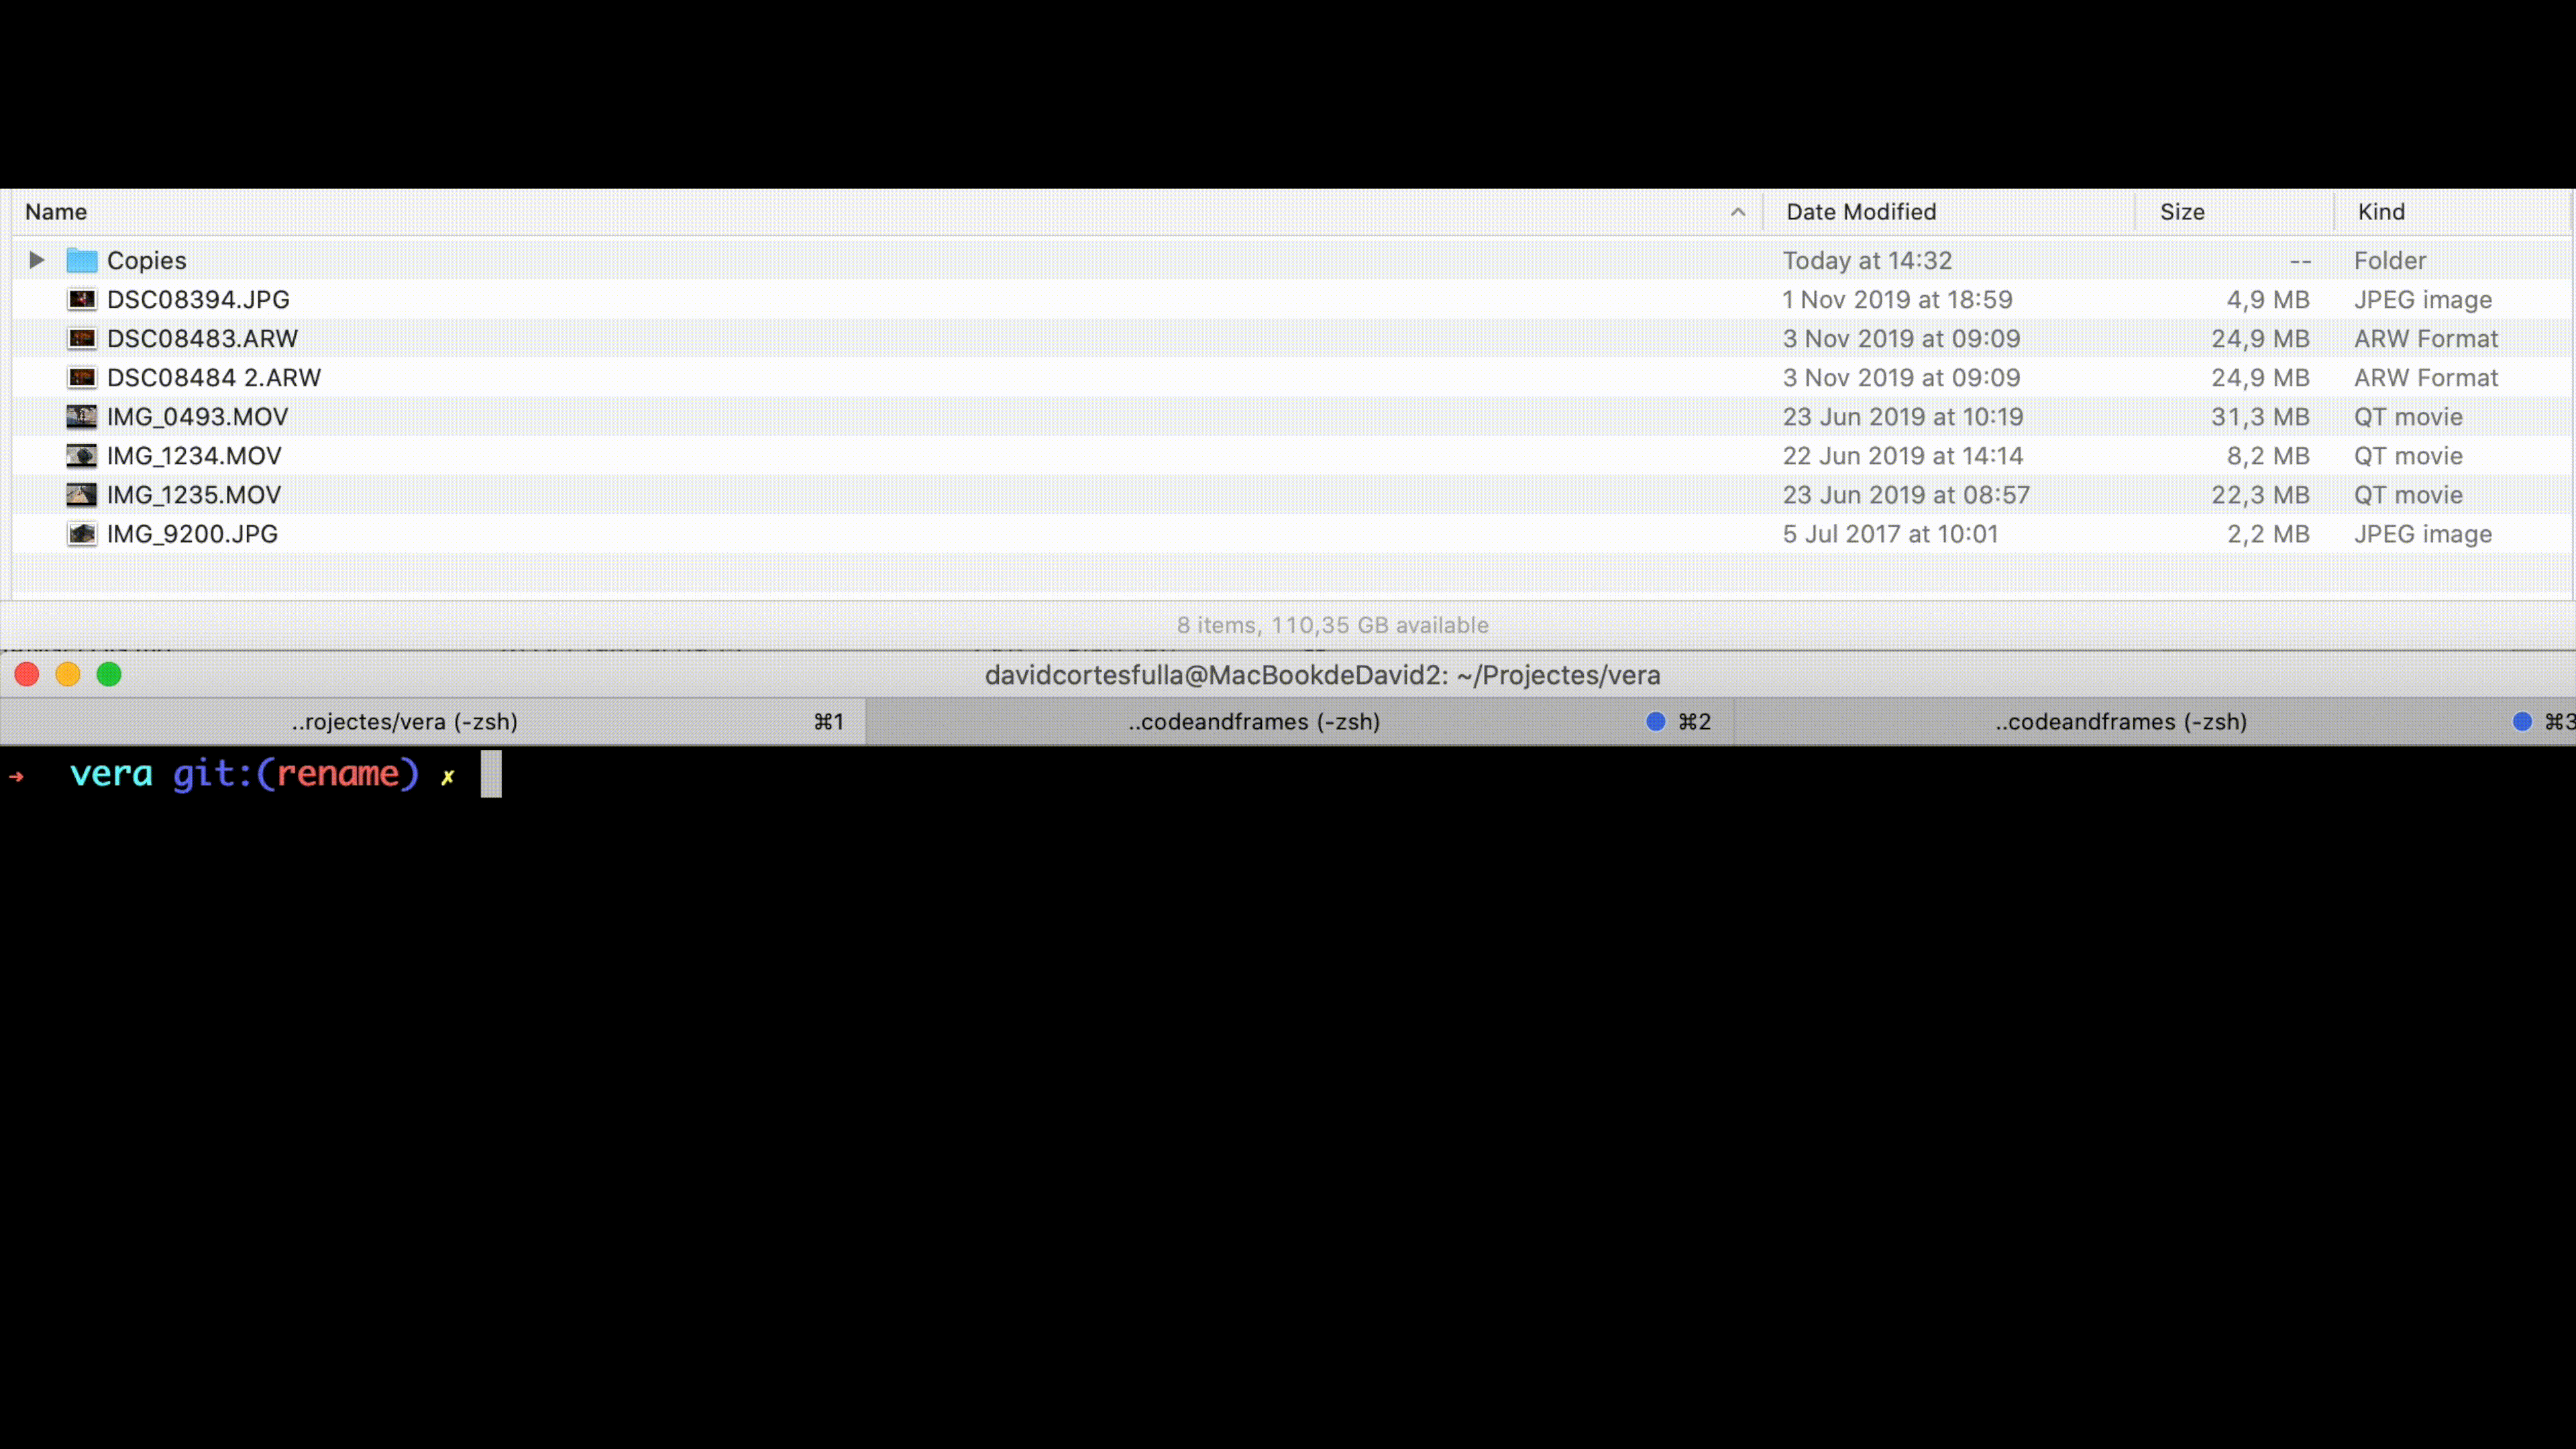 Name Date Modified Size Kind
Copies Today at 14:32 -- Folder
DSC08394.JPG 1 Nov 2019 at 18:59 4,9 MB JPEG image
DSC08483.ARW 3 Nov 2019 at 09:09 24,9 MB ARW Format
DSC08484 2.ARW 3 Nov 2019 at 09:09 24,9 MB ARW Format
IMG_0493.MOV 23 Jun 2019 at 10:19 31,3 MB QT movie
IMG_1234.MOV 22 Jun 2019 at 14:14 8,2 MB QT movie
IMG_1235.MOV 23 Jun 2019 at 08:57 22,3 MB QT movie
IMG_9200.JPG 5 Jul 2017 at 10:01 2,2 MB JPEG image
8 items, 110,35 GB available
davidcortesfulla@MacBookdeDavid2: ~/Projectes/vera
..rojectes/vera (-zsh) ⌘1 ..codeandframes (-zsh) ⌘2 ..codeandframes (-zsh) ⌘3
➜ vera git:(rename) ✗